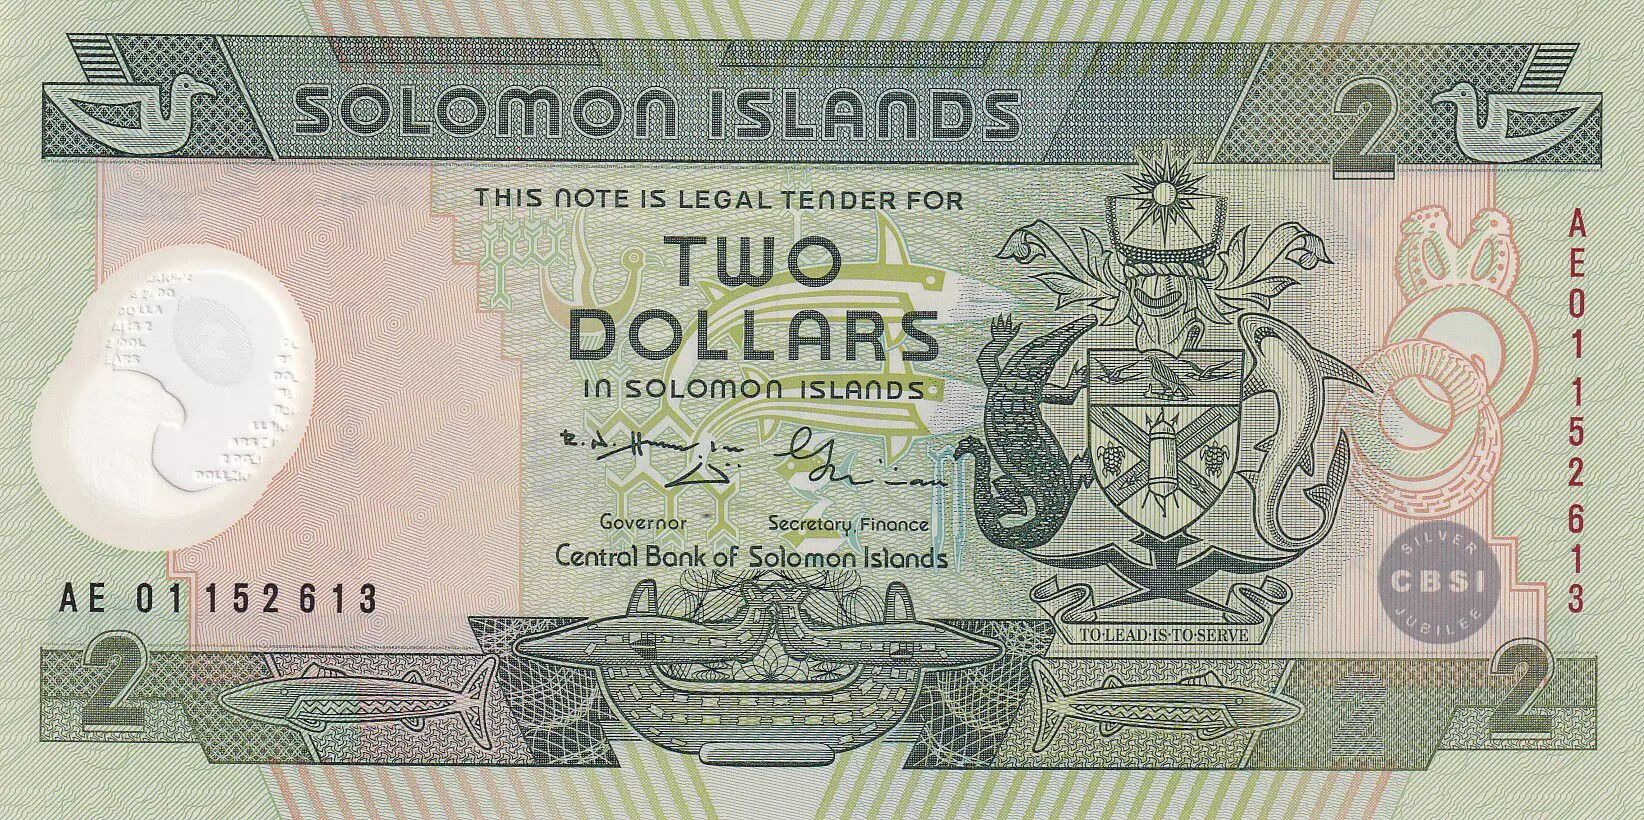 SOLOMON ISLANDS
2
THIS NOTE IS LEGAL TENDER FOR
TWO
DOLLARS
IN SOLOMON ISLANDS
Governor
Secretary, Finance
Central Bank of Solomon Islands
AE 01152613
AE01152613
SILVER
CBSI
JUBILEE
TO·LEAD·IS·TO·SERVE
2
2
2